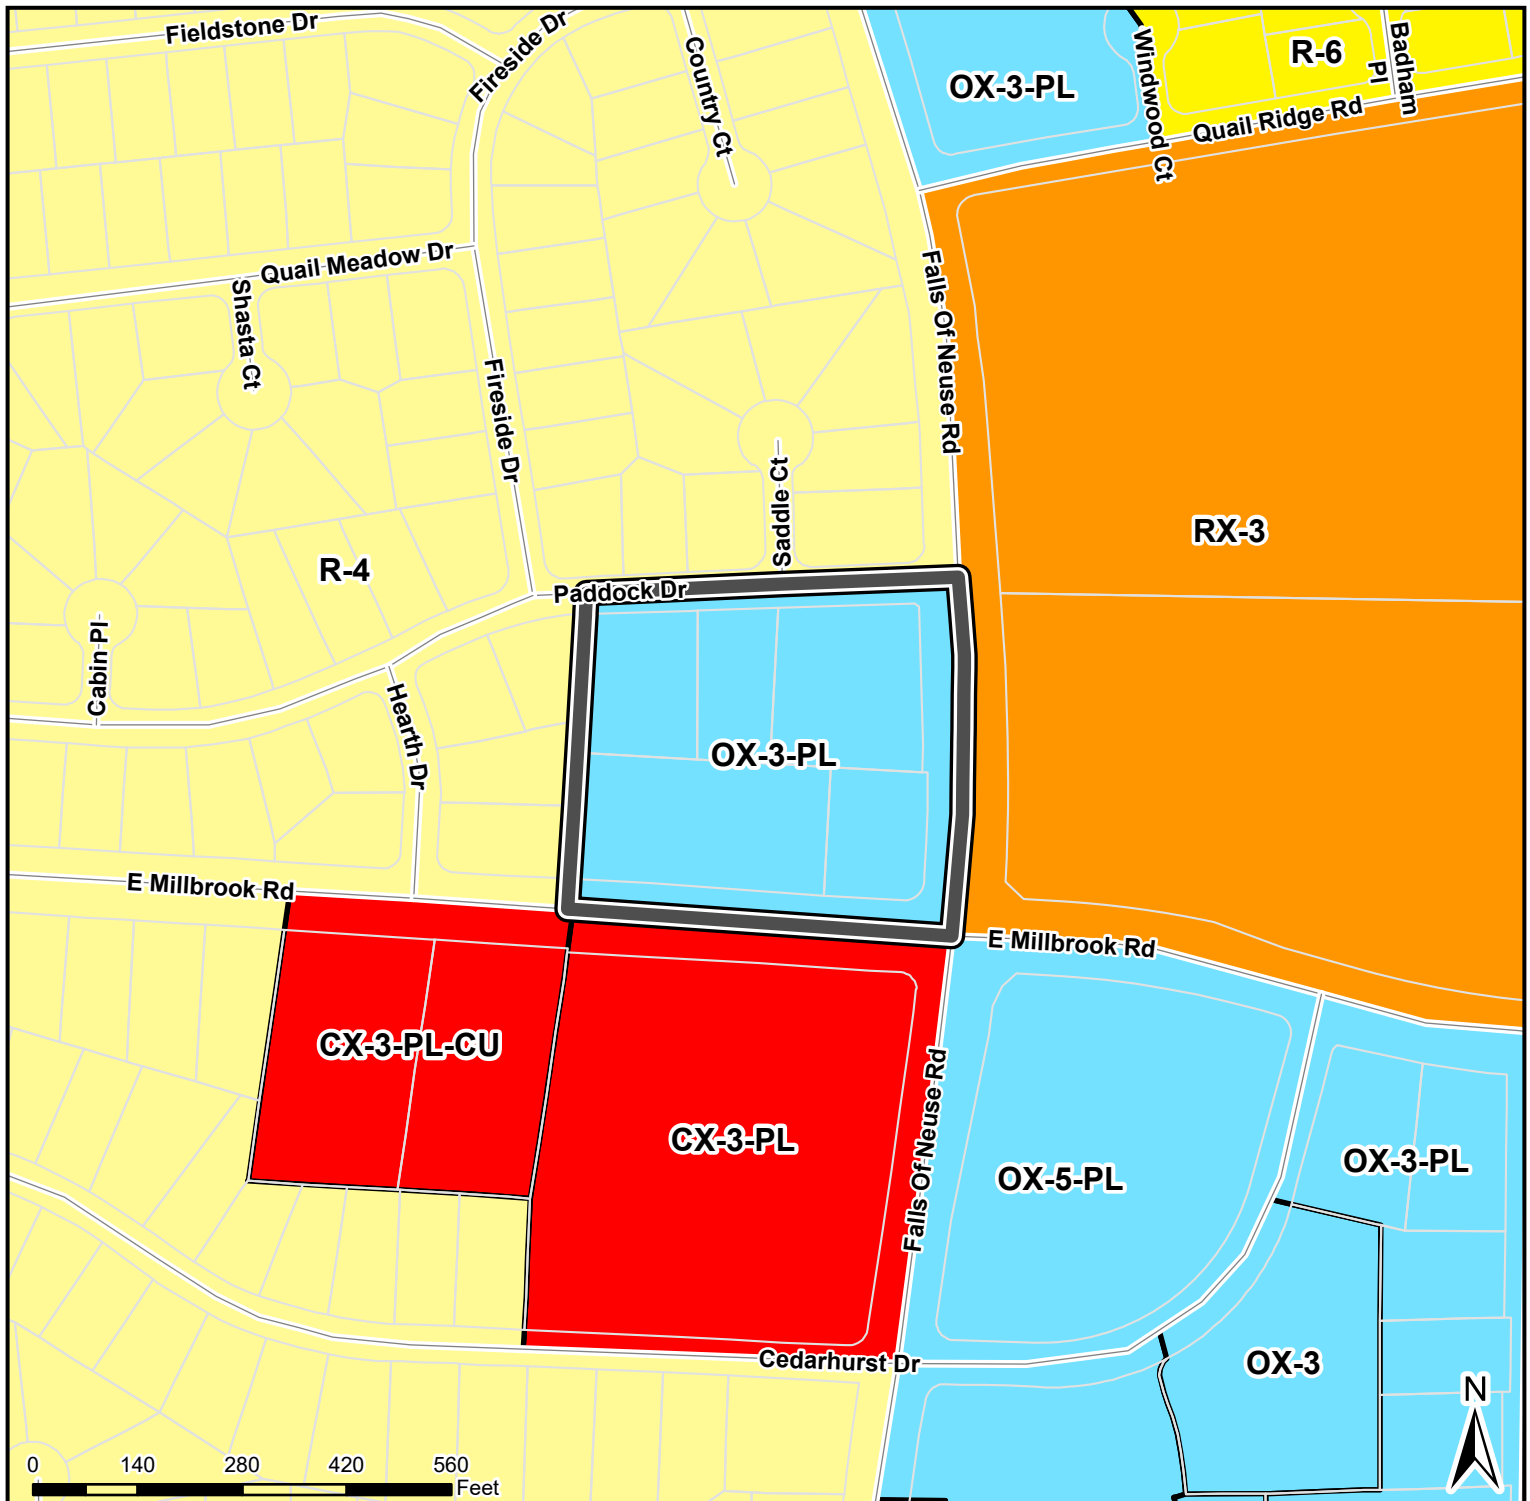 Fieldstone Dr
Fireside Dr
Country Ct
OX-3-PL
Windwood Ct
R-6
Badham
Pl
Quail Ridge Rd
Quail Meadow Dr
Shasta Ct
Fireside Dr
Falls Of Neuse Rd
Saddle Ct
RX-3
R-4
Paddock Dr
Cabin Pl
Hearth Dr
OX-3-PL
E Millbrook Rd
E Millbrook Rd
CX-3-PL-CU
CX-3-PL
Falls Of Neuse Rd
OX-5-PL
OX-3-PL
Cedarhurst Dr
OX-3
N
0 140 280 420 560
Feet